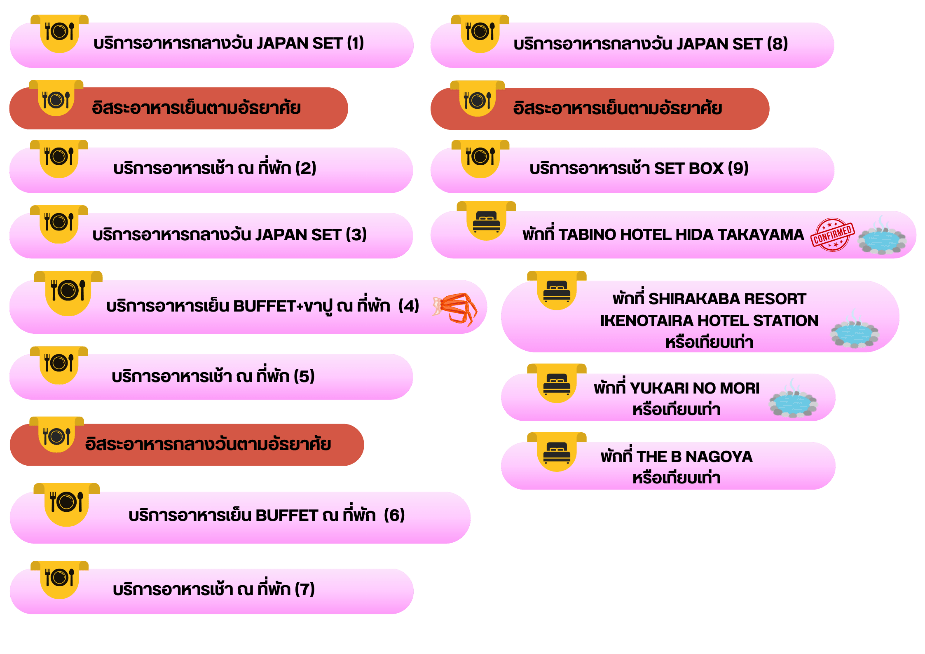 บริการอาหารกลางวัน JAPAN SET (1)
อิสระอาหารเย็นตามอัธยาศัย
บริการอาหารเช้า ณ ที่พัก (2)
บริการอาหารกลางวัน JAPAN SET (3)
บริการอาหารเย็น BUFFET+ขาปู ณ ที่พัก (4)
บริการอาหารเช้า ณ ที่พัก (5)
อิสระอาหารกลางวันตามอัธยาศัย
บริการอาหารเย็น BUFFET ณ ที่พัก (6)
บริการอาหารเช้า ณ ที่พัก (7)
บริการอาหารกลางวัน JAPAN SET (8)
อิสระอาหารเย็นตามอัธยาศัย
บริการอาหารเช้า SET BOX (9)
พักที่ TABINO HOTEL HIDA TAKAYAMA
CONFIRMED
พักที่ SHIRAKABA RESORT
IKENOTAIRA HOTEL STATION
หรือเทียบเท่า
พักที่ YUKARI NO MORI
หรือเทียบเท่า
พักที่ THE B NAGOYA
หรือเทียบเท่า